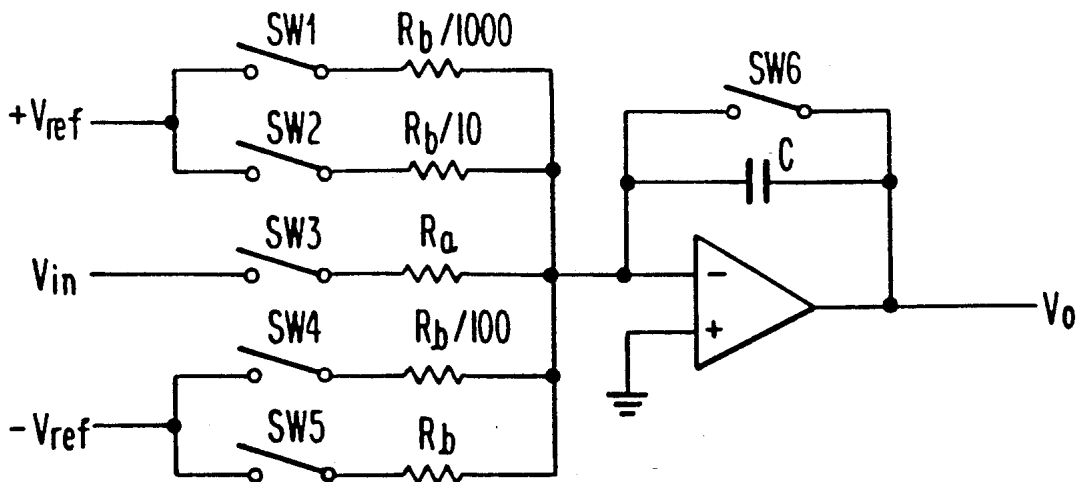 SW1
Rb/1000
+Vref
SW2
Rb/10
SW6
C
SW3
Ra
Vin
−
+
Vo
SW4
Rb/100
-Vref
SW5
Rb